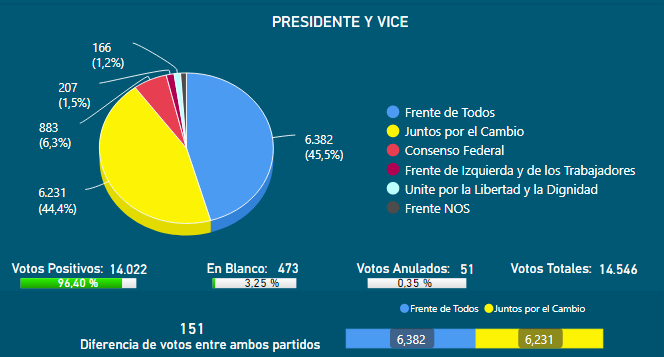 PRESIDENTE Y VICE
166
(1,2%)
207
(1,5%)
883
(6,3%)
6.231
(44,4%)
6.382
(45,5%)
Frente de Todos
Juntos por el Cambio
Consenso Federal
Frente de Izquierda y de los Trabajadores
Unite por la Libertad y la Dignidad
Frente NOS
Votos Positivos: 14.022
96,40 %
En Blanco: 473
3.25 %
Votos Anulados: 51
0.35 %
Votos Totales: 14.546
151
Diferencia de votos entre ambos partidos
Frente de Todos Juntos por el Cambio
6,382 6,231